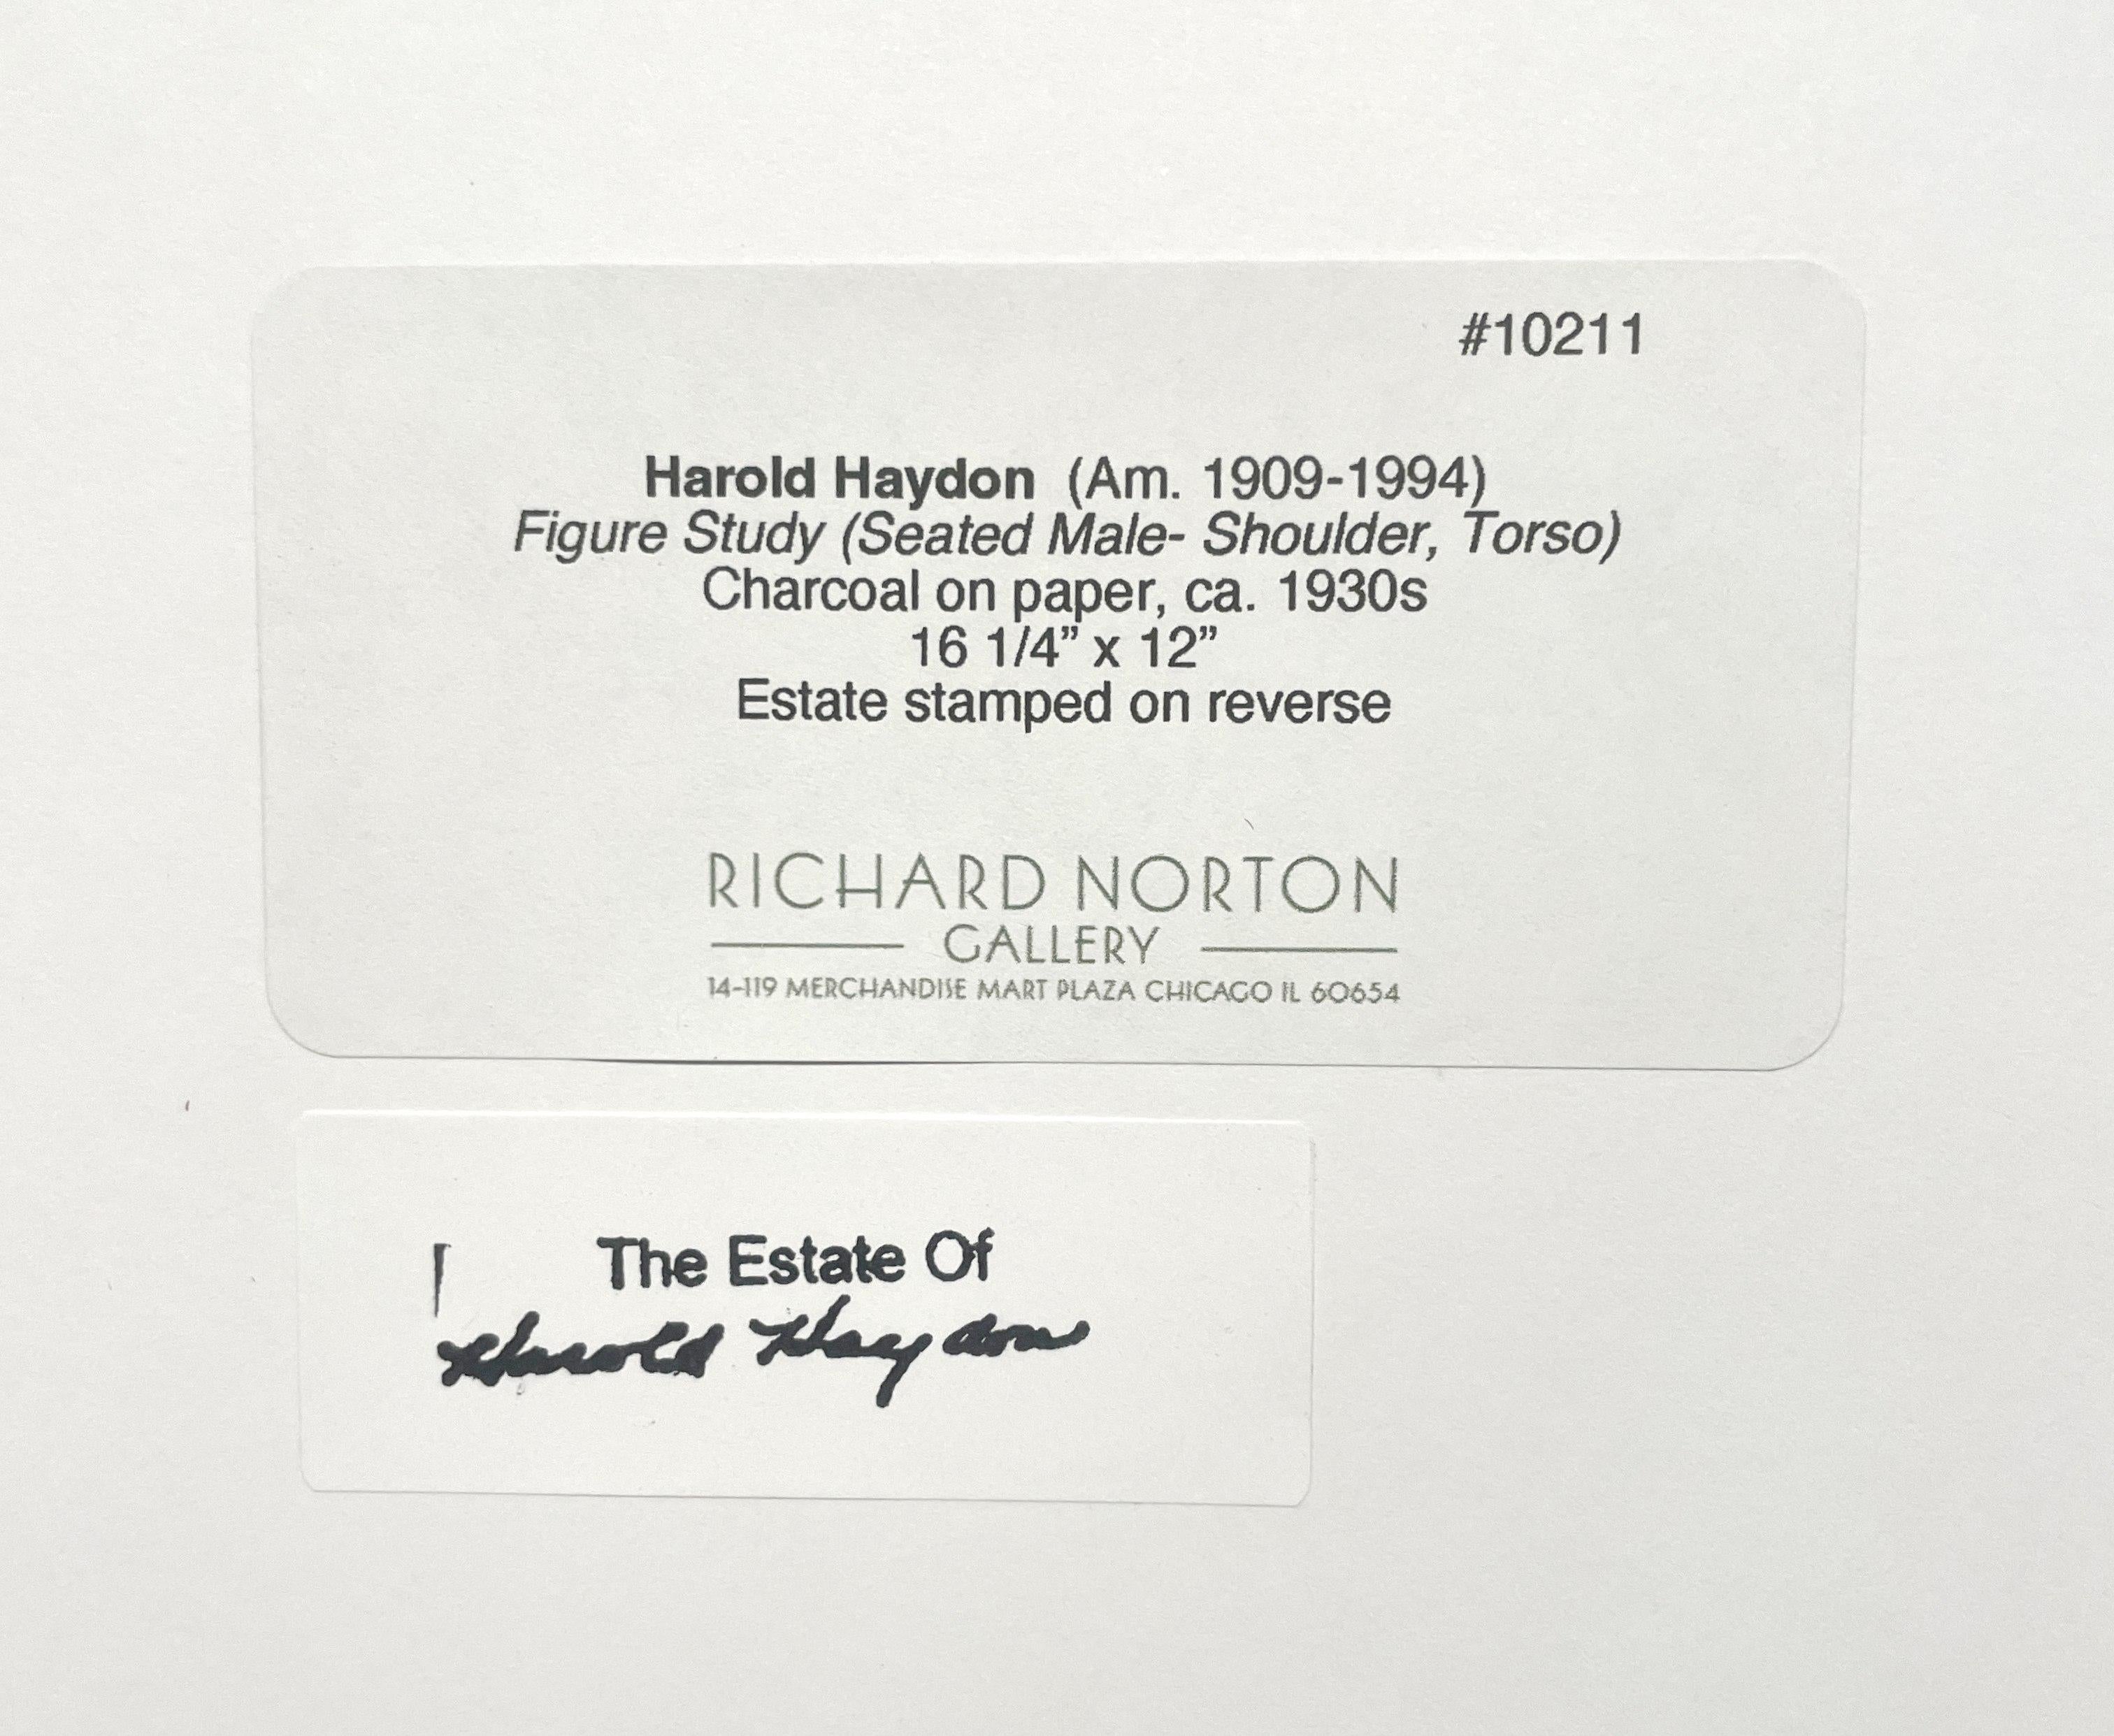 #10211
Harold Haydon (Am. 1909-1994)
Figure Study (Seated Male- Shoulder, Torso)
Charcoal on paper, ca. 1930s
16 1/4” x 12”
Estate stamped on reverse
RICHARD NORTON
GALLERY
14-119 MERCHANDISE MART PLAZA CHICAGO IL 60654
The Estate Of
Harold Haydon